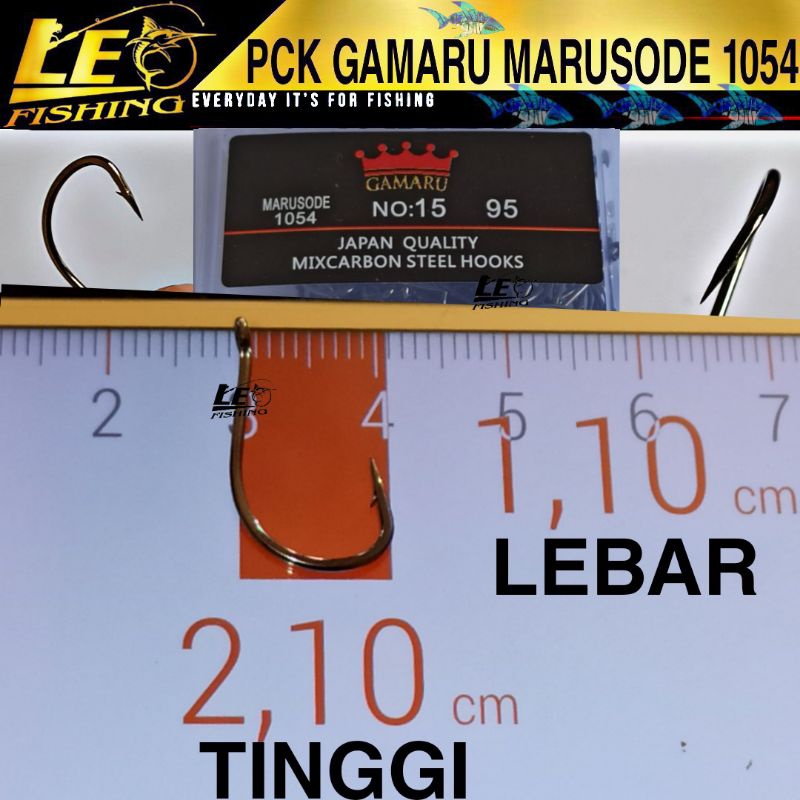 LEO
FISHING
PCK GAMARU MARUSODE 1054
EVERYDAY IT'S FOR FISHING
GAMARU
MARUSODE
1054
NO:15 95
JAPAN QUALITY
MIXCARBON STEEL HOOKS
LEO
FISHING
LEO
FISHING
2 3 4 5 6 7
1,10 cm
LEBAR
2,10 cm
TINGGI